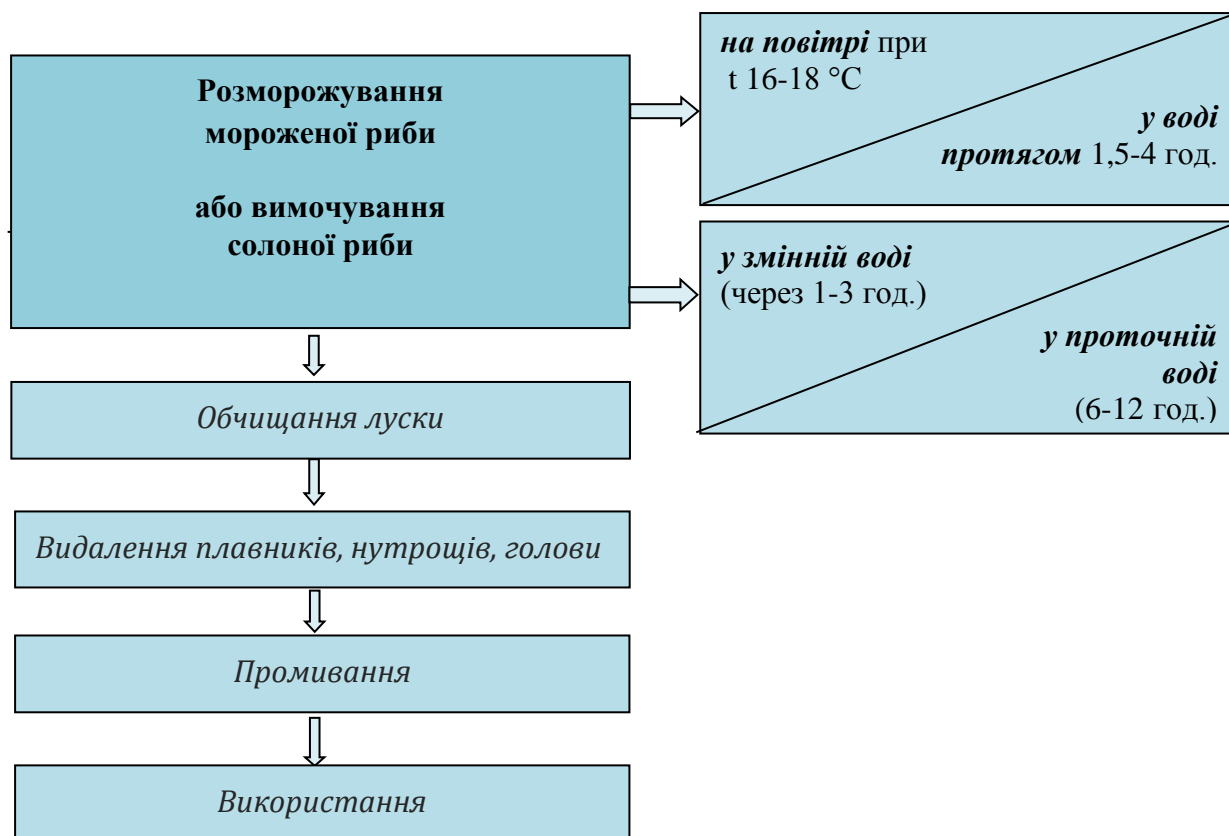 Розморожування
мороженої риби
або вимочування
солоної риби
на повітрі при
t 16-18 °С
у воді
протягом 1,5-4 год.
у змінній воді
(через 1-3 год.)
у проточній
воді
(6-12 год.)
Обчищання луски
Видалення плавників, нутрощів, голови
Промивання
Використання